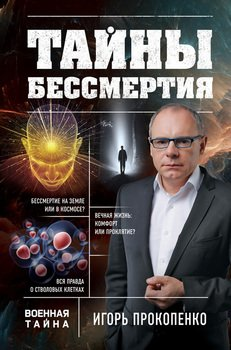 ТАЙНЫ
БЕССМЕРТИЯ
БЕССМЕРТИЕ НА ЗЕМЛЕ
ИЛИ В КОСМОСЕ?
ВЕЧНАЯ ЖИЗНЬ:
КОМФОРТ
ИЛИ ПРОКЛЯТИЕ?
ВСЯ ПРАВДА
О СТВОЛОВЫХ КЛЕТКАХ
ВОЕННАЯ
ТАЙНА
ИГОРЬ ПРОКОПЕНКО